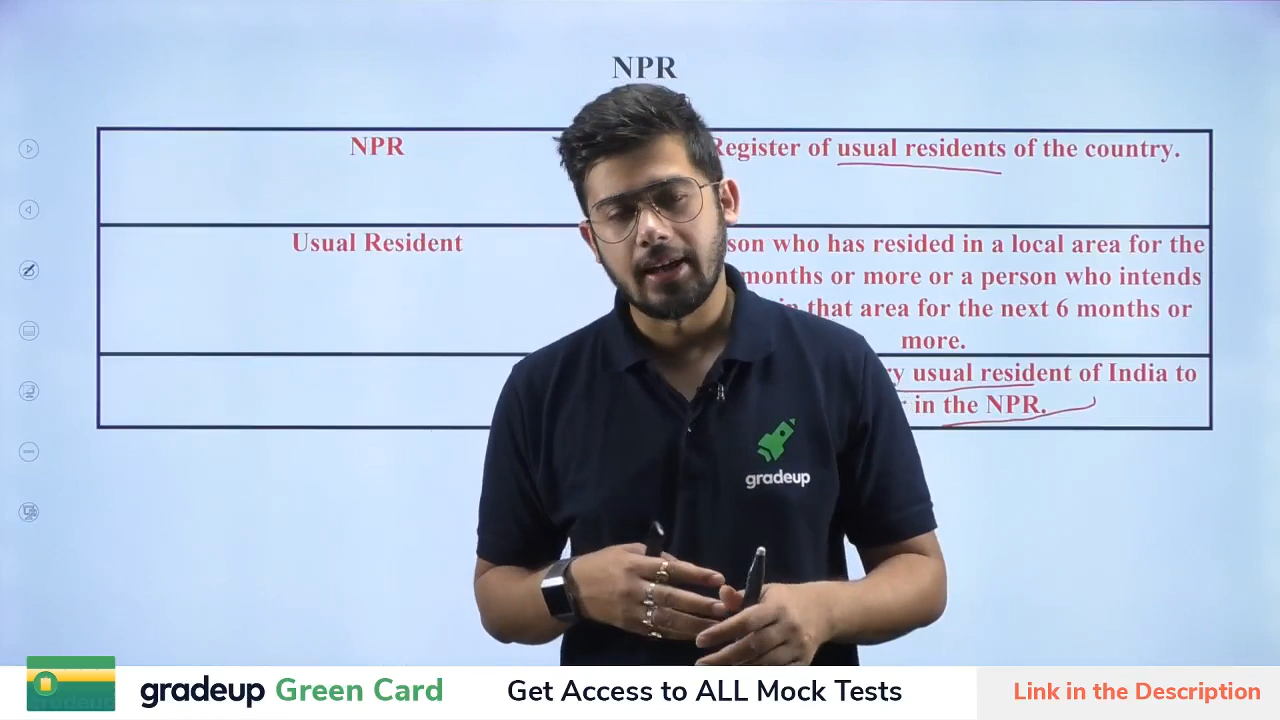 NPR
NPR
Register of usual residents of the country.
Usual Resident
son who has resided in a local area for the
months or more or a person who intends
in that area for the next 6 months or
more.
ry usual resident of India to
in the NPR.
gradeup
gradeup Green Card
Get Access to ALL Mock Tests
Link in the Description